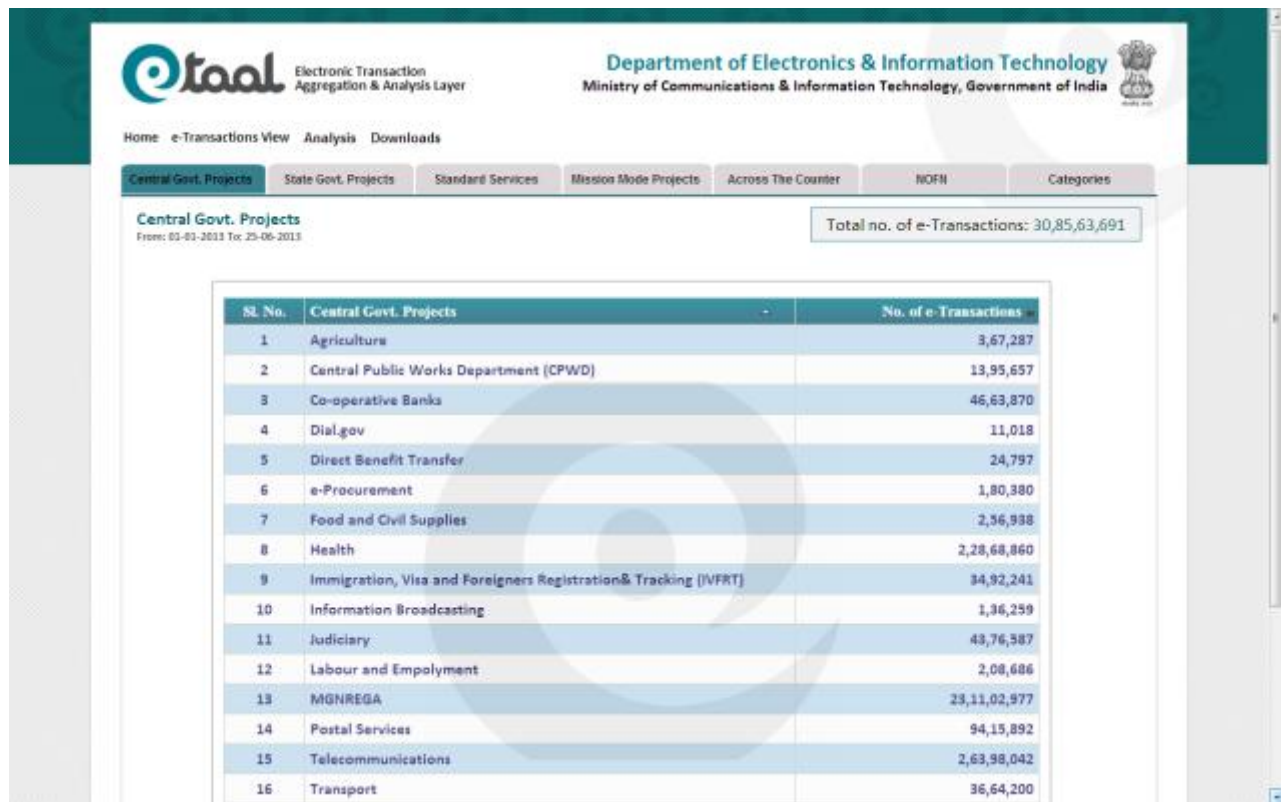 etaal Electronic Transaction
Aggregation & Analysis Layer
Department of Electronics & Information Technology
Ministry of Communications & Information Technology, Government of India
Home e-Transactions View Analysis Downloads
Central Govt. Projects State Govt. Projects Standard Services Mission Mode Projects Across The Counter NOFN Categories
Central Govt. Projects
From: 01-01-2013 To: 25-06-2013
Total no. of e-Transactions: 30,85,63,691
Sl. No. Central Govt. Projects No. of e-Transactions
1 Agriculture 3,67,287
2 Central Public Works Department (CPWD) 13,95,657
3 Co-operative Banks 46,63,870
4 Dial.gov 11,018
5 Direct Benefit Transfer 24,797
6 e-Procurement 1,80,380
7 Food and Civil Supplies 2,56,938
8 Health 2,28,68,860
9 Immigration, Visa and Foreigners Registration& Tracking (IVFRT) 34,92,241
10 Information Broadcasting 1,36,259
11 Judiciary 43,76,587
12 Labour and Empolyment 2,08,686
13 MGNREGA 23,11,02,977
14 Postal Services 94,15,892
15 Telecommunications 2,63,98,042
16 Transport 36,64,200